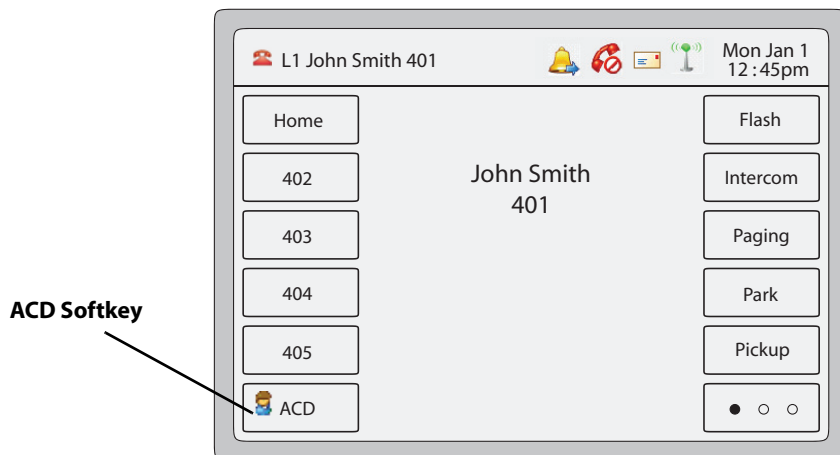 L1 John Smith 401
Mon Jan 1
12:45pm
Home
Flash
402
John Smith
Intercom
401
403
Paging
404
Park
ACD Softkey
405
Pickup
ACD